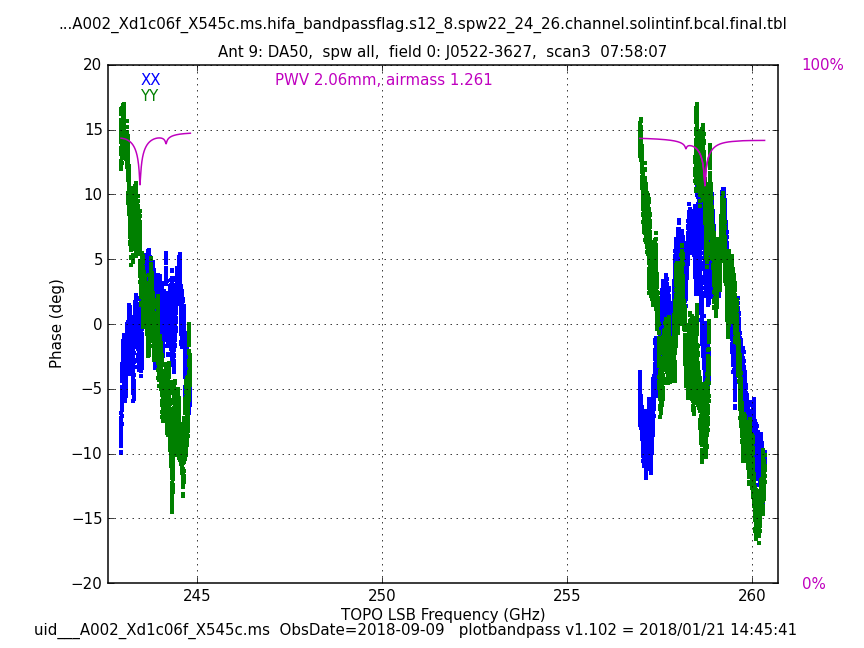 ...A002_Xd1c06f_X545c.ms.hifa_bandpassflag.s12_8.spw22_24_26.channel.solintinf.bcal.final.tbl
Ant 9: DA50,  spw all,  field 0: J0522-3627,  scan3  07:58:07
20
100%
XX
PWV 2.06mm, airmass 1.261
YY
15
10
5
Phase (deg)
0
−5
−10
−15
−20
0%
245
250
255
260
TOPO LSB Frequency (GHz)
uid___A002_Xd1c06f_X545c.ms  ObsDate=2018-09-09   plotbandpass v1.102 = 2018/01/21 14:45:41